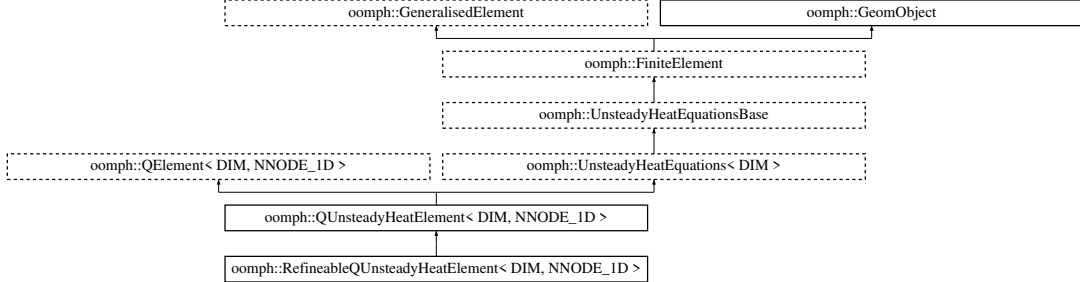 oomph::GeneralisedElement
oomph::GeomObject
oomph::FiniteElement
oomph::UnsteadyHeatEquationsBase
oomph::QElement< DIM, NNODE_1D >
oomph::UnsteadyHeatEquations< DIM >
oomph::QUnsteadyHeatElement< DIM, NNODE_1D >
oomph::RefineableQUnsteadyHeatElement< DIM, NNODE_1D >